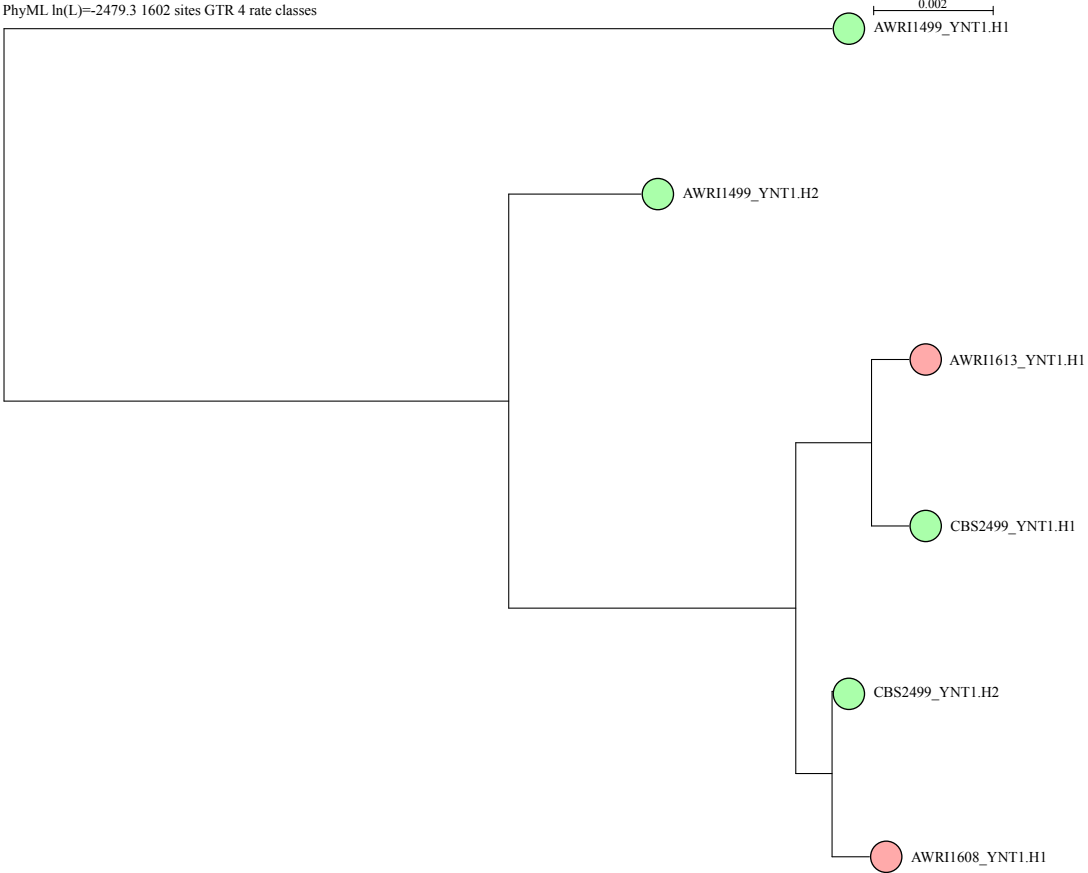 PhyML ln(L)=-2479.3 1602 sites GTR 4 rate classes
0.002
AWRI1499_YNT1.H1
AWRI1499_YNT1.H2
AWRI1613_YNT1.H1
CBS2499_YNT1.H1
CBS2499_YNT1.H2
AWRI1608_YNT1.H1